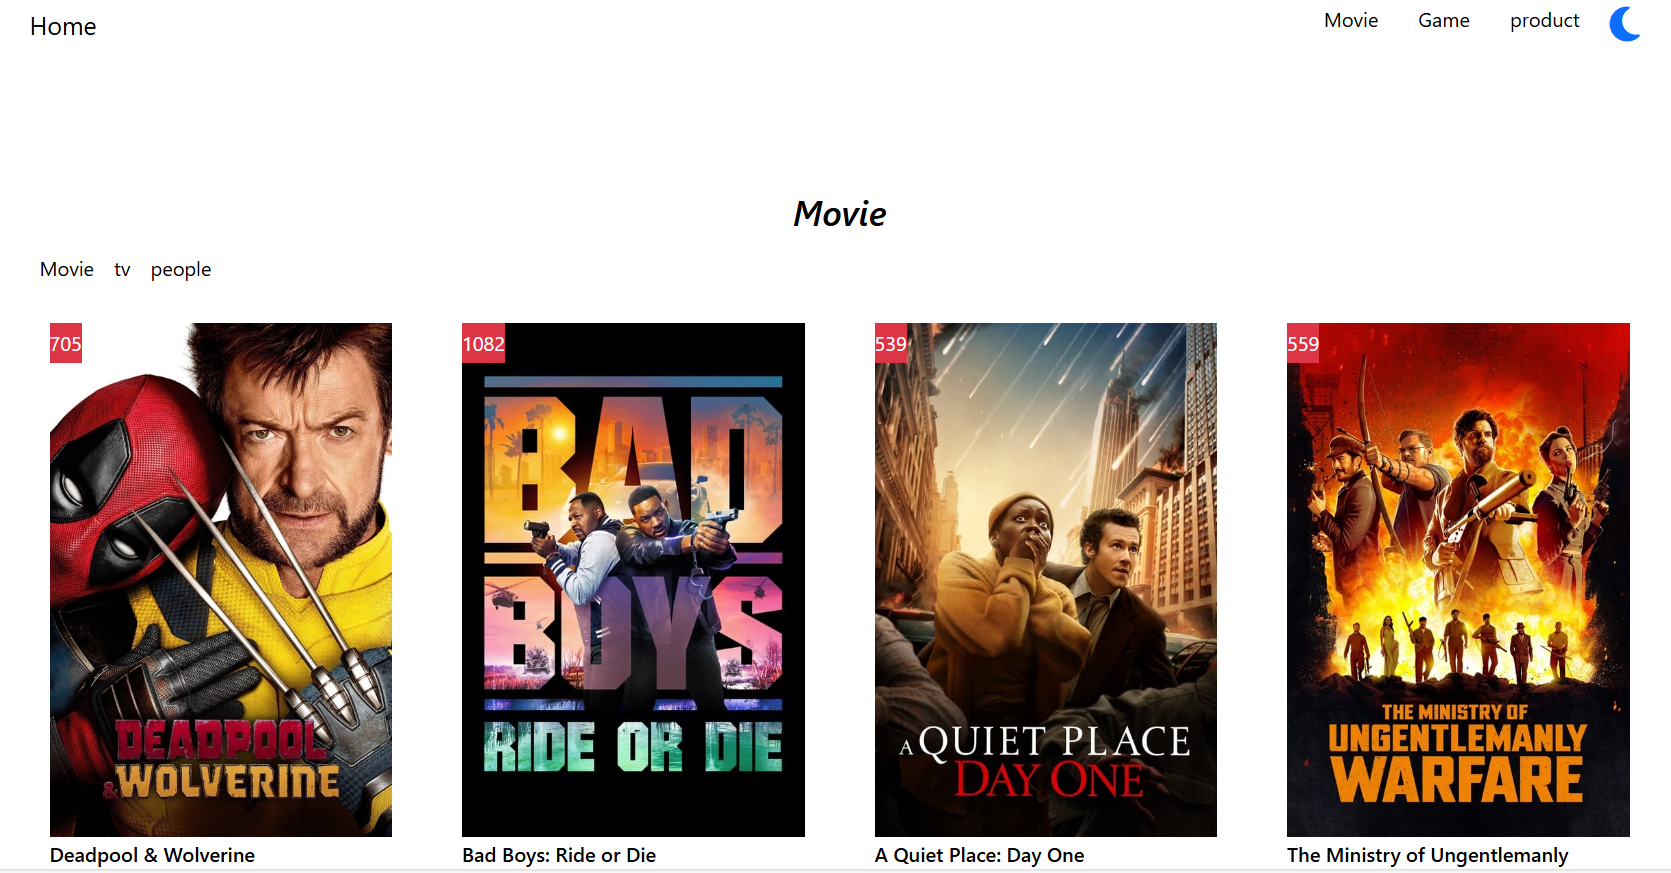 Home
Movie Game product
Movie
Movie tv people
705
1082
539
559
DEADPOOL
&WOLVERINE
BAD
BOYS
RIDE OR DIE
A QUIET PLACE
DAY ONE
THE MINISTRY OF
UNGENTLEMANLY
WARFARE
Deadpool & Wolverine
Bad Boys: Ride or Die
A Quiet Place: Day One
The Ministry of Ungentlemanly